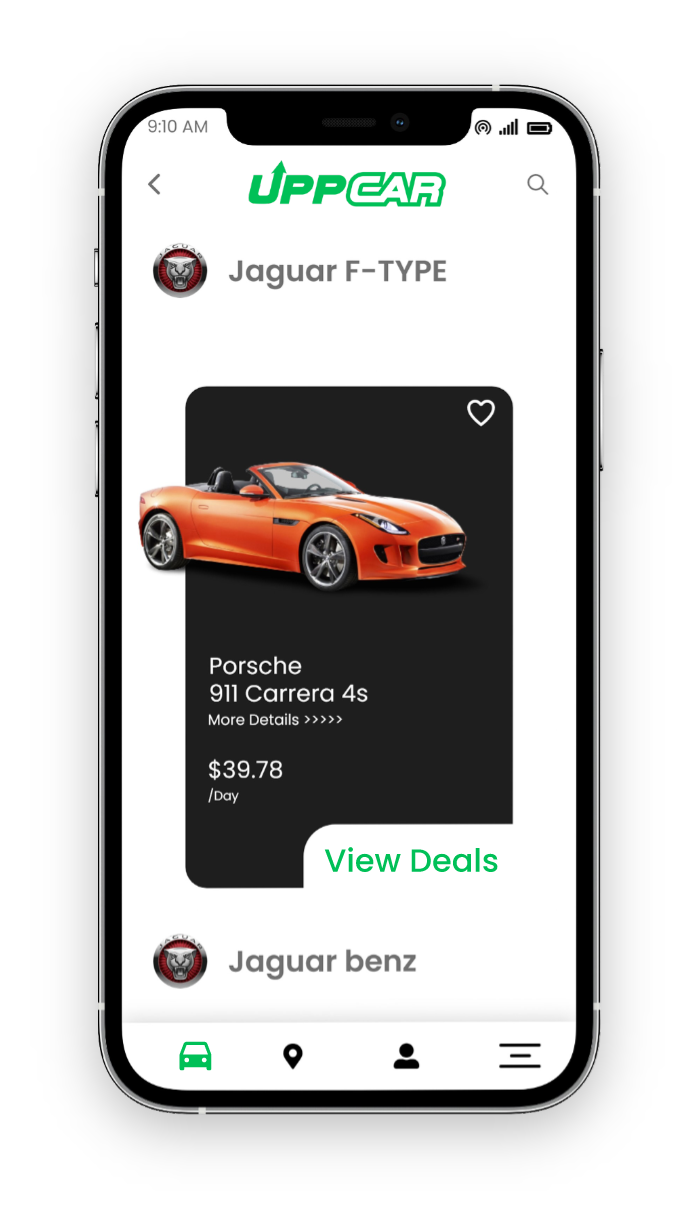 9:10 AM
UPPCAR
JAGUAR
Jaguar F-TYPE
Porsche
911 Carrera 4s
More Details >>>>>
$39.78
/Day
View Deals
JAGUAR
Jaguar benz